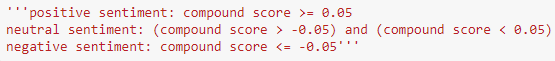 '''positive sentiment: compound score >= 0.05
neutral sentiment: (compound score > -0.05) and (compound score < 0.05)
negative sentiment: compound score <= -0.05'''